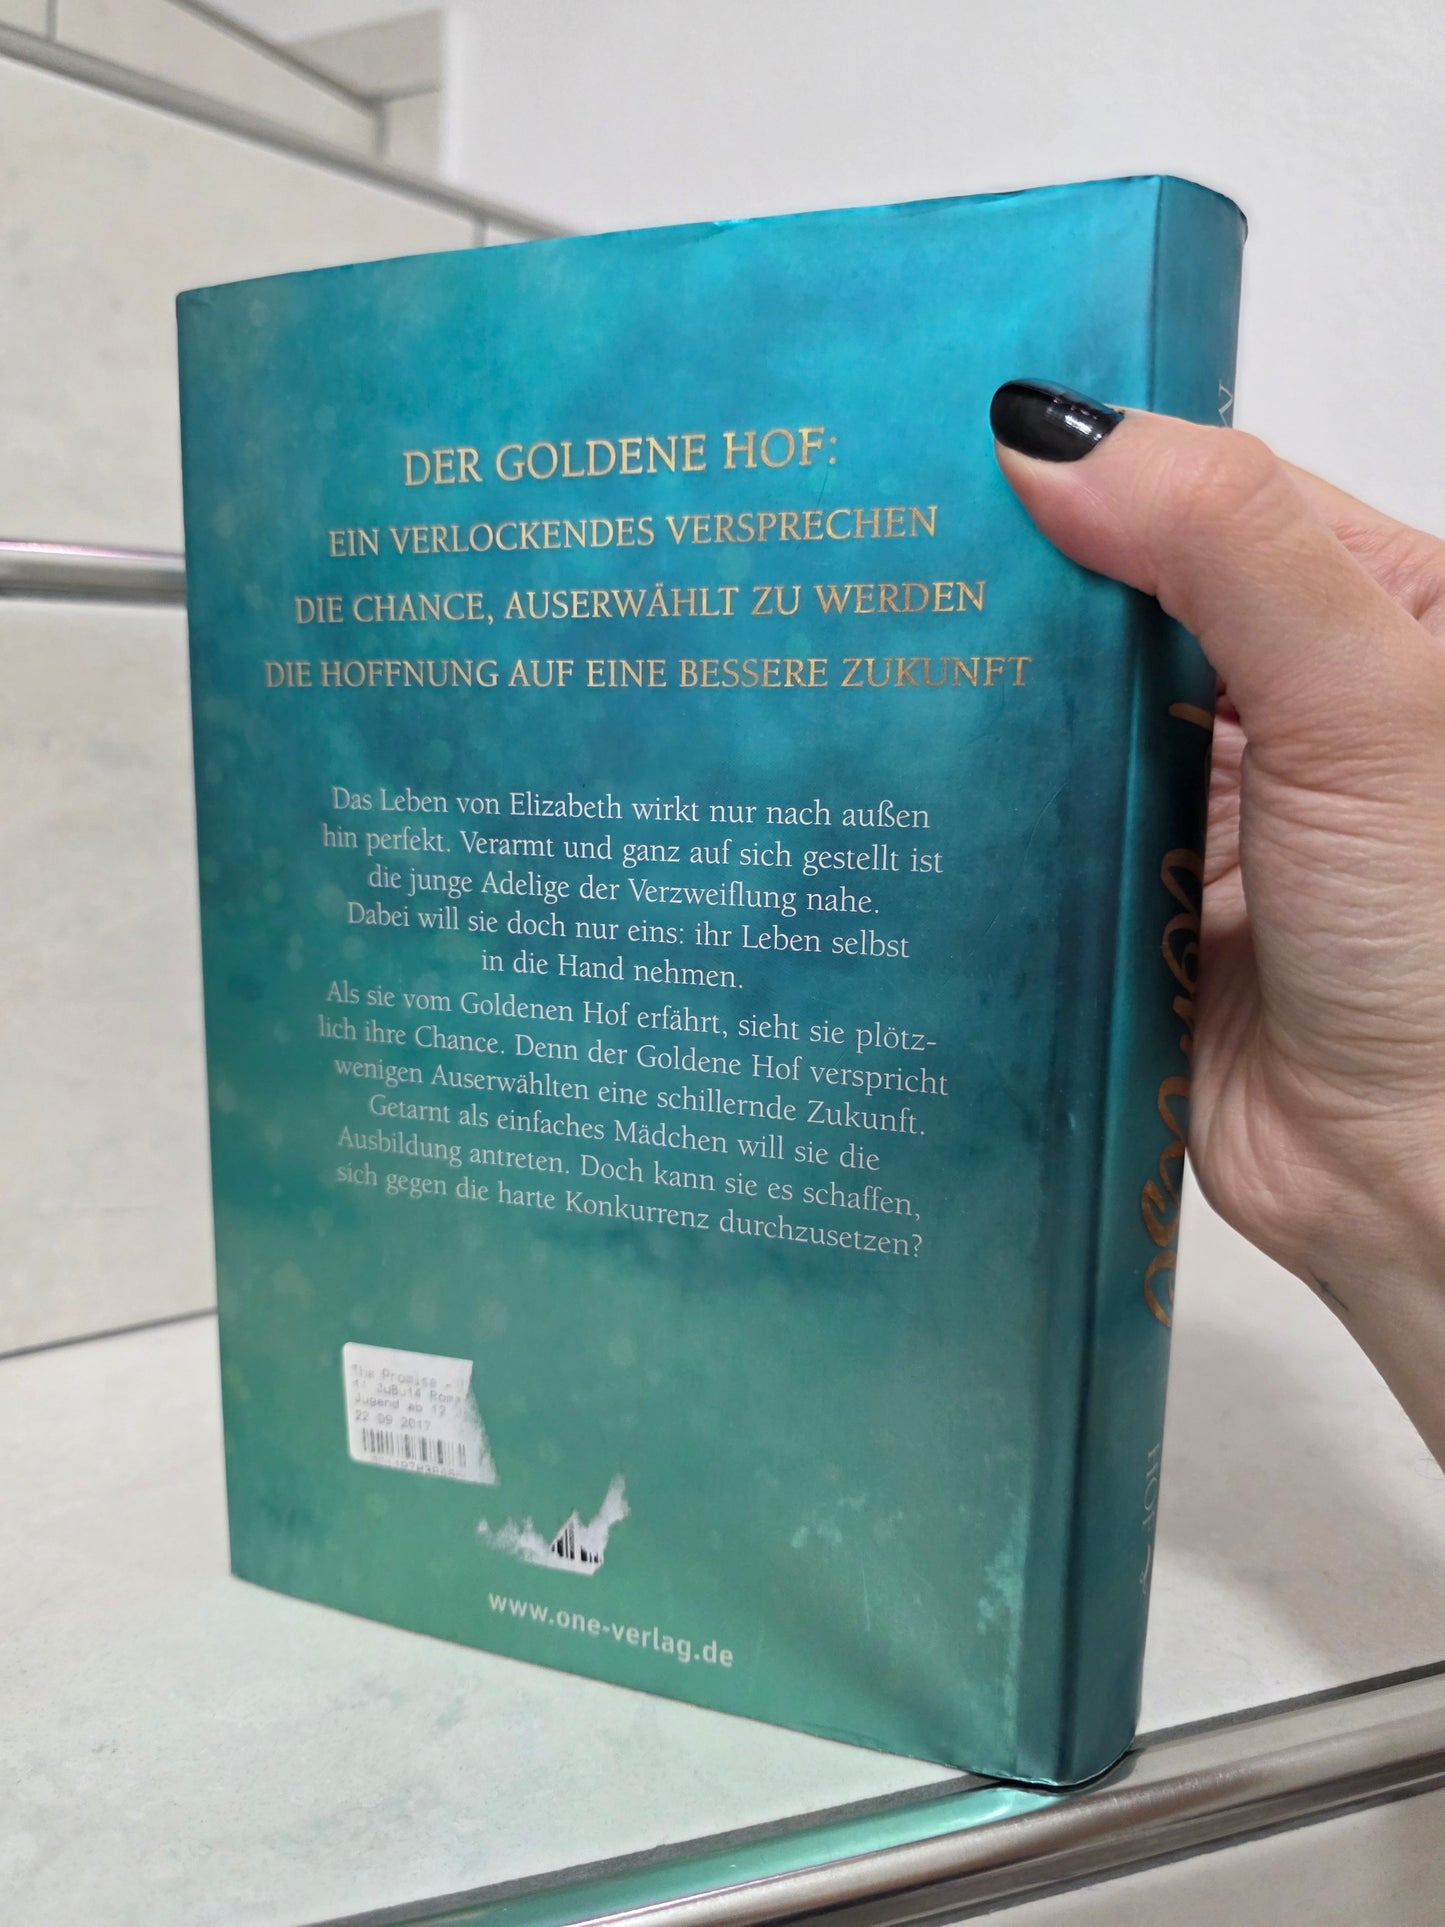 DER GOLDENE HOF:
EIN VERLOCKENDES VERSPRECHEN
DIE CHANCE, AUSERWÄHLT ZU WERDEN
DIE HOFFNUNG AUF EINE BESSERE ZUKUNFT
Das Leben von Elizabeth wirkt nur nach außen
hin perfekt. Verarmt und ganz auf sich gestellt ist
die junge Adelige der Verzweiflung nahe.
Dabei will sie doch nur eins: ihr Leben selbst
in die Hand nehmen.
Als sie vom Goldenen Hof erfährt, sieht sie plötz-
lich ihre Chance. Denn der Goldene Hof verspricht
wenigen Auserwählten eine schillernde Zukunft.
Getarnt als einfaches Mädchen will sie die
Ausbildung antreten. Doch kann sie es schaffen,
sich gegen die harte Konkurrenz durchzusetzen?
The Promise -
11 JuBu14 Roma
Jugend ab 12
22 09 2017
www.one-verlag.de
HOF